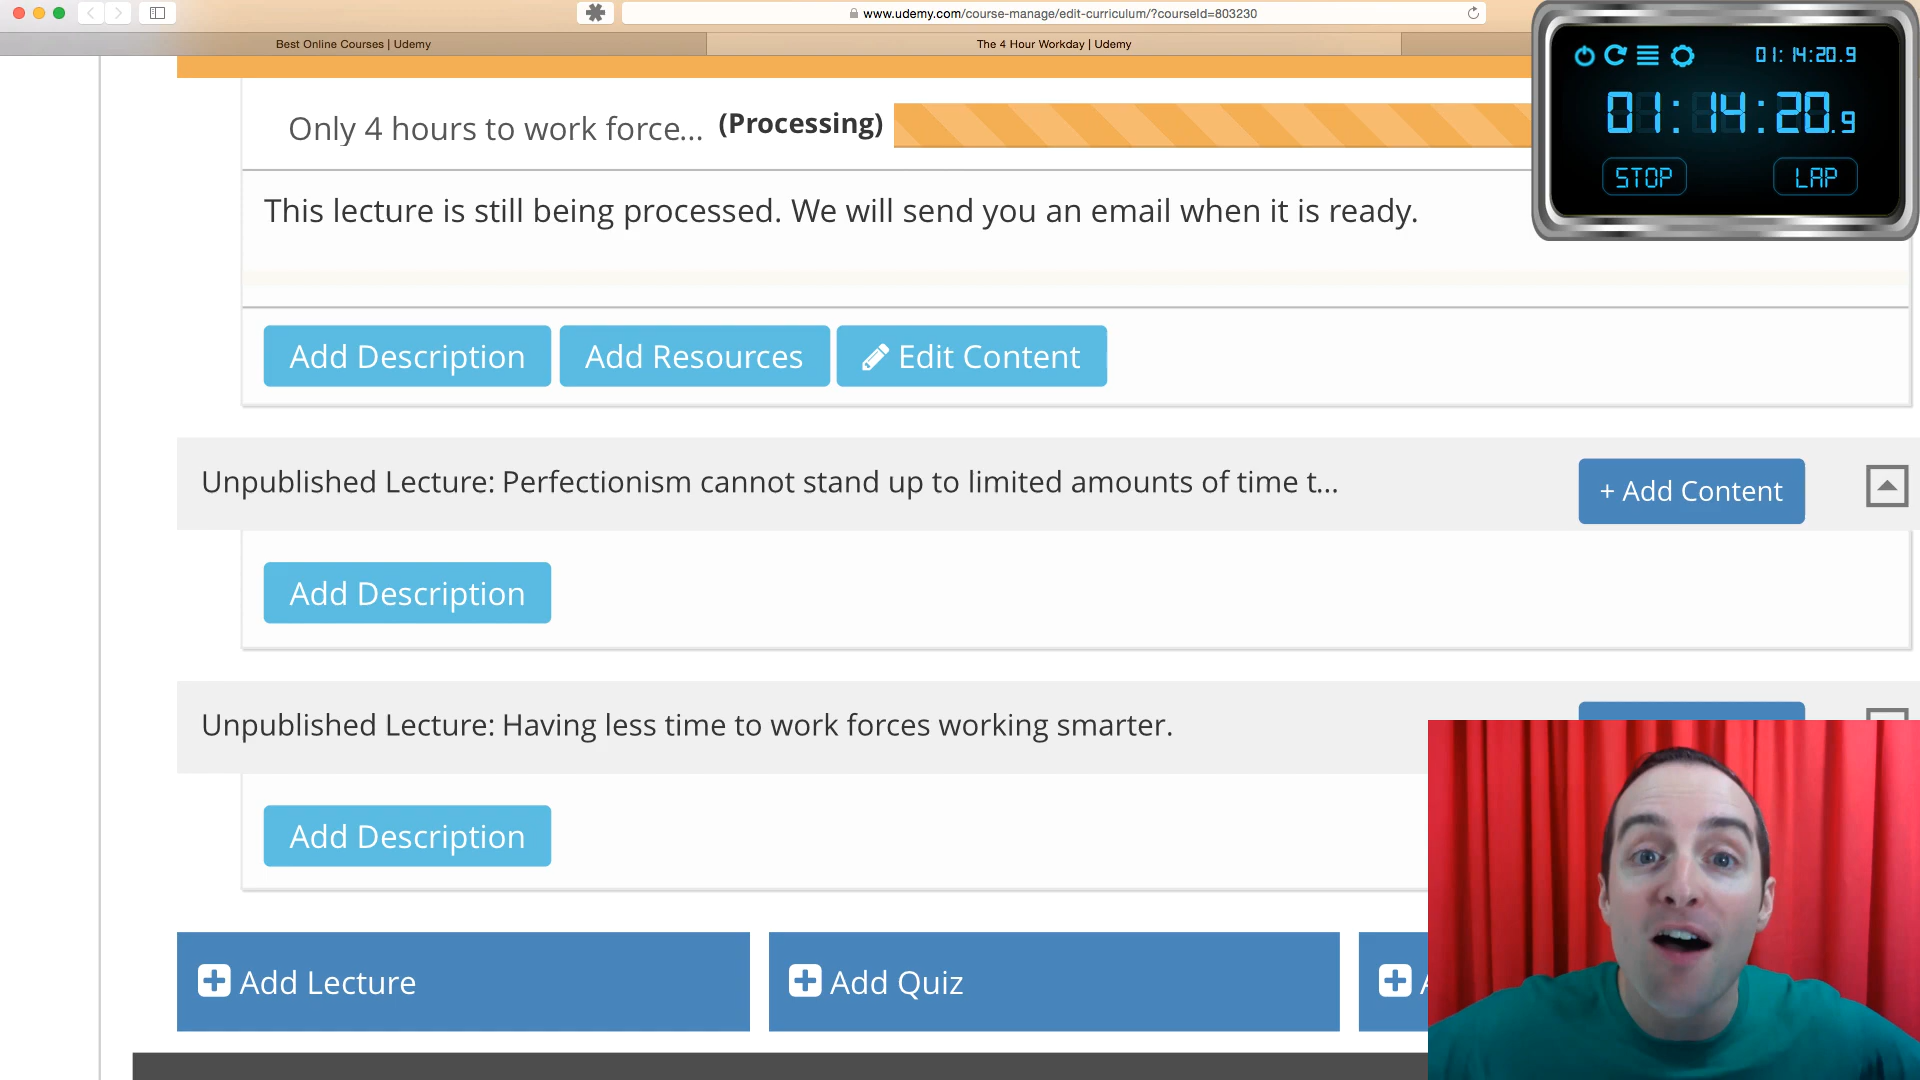 www.udemy.com/course-manage/edit-curriculum/?courseId=803230
Best Online Courses | Udemy
The 4 Hour Workday | Udemy
01:14:20.9
01:14:20.9
STOP
LAP
Only 4 hours to work force... (Processing)
This lecture is still being processed. We will send you an email when it is ready.
Add Description
Add Resources
Edit Content
Unpublished Lecture: Perfectionism cannot stand up to limited amounts of time t...
+ Add Content
Add Description
Unpublished Lecture: Having less time to work forces working smarter.
Add Description
Add Lecture
Add Quiz